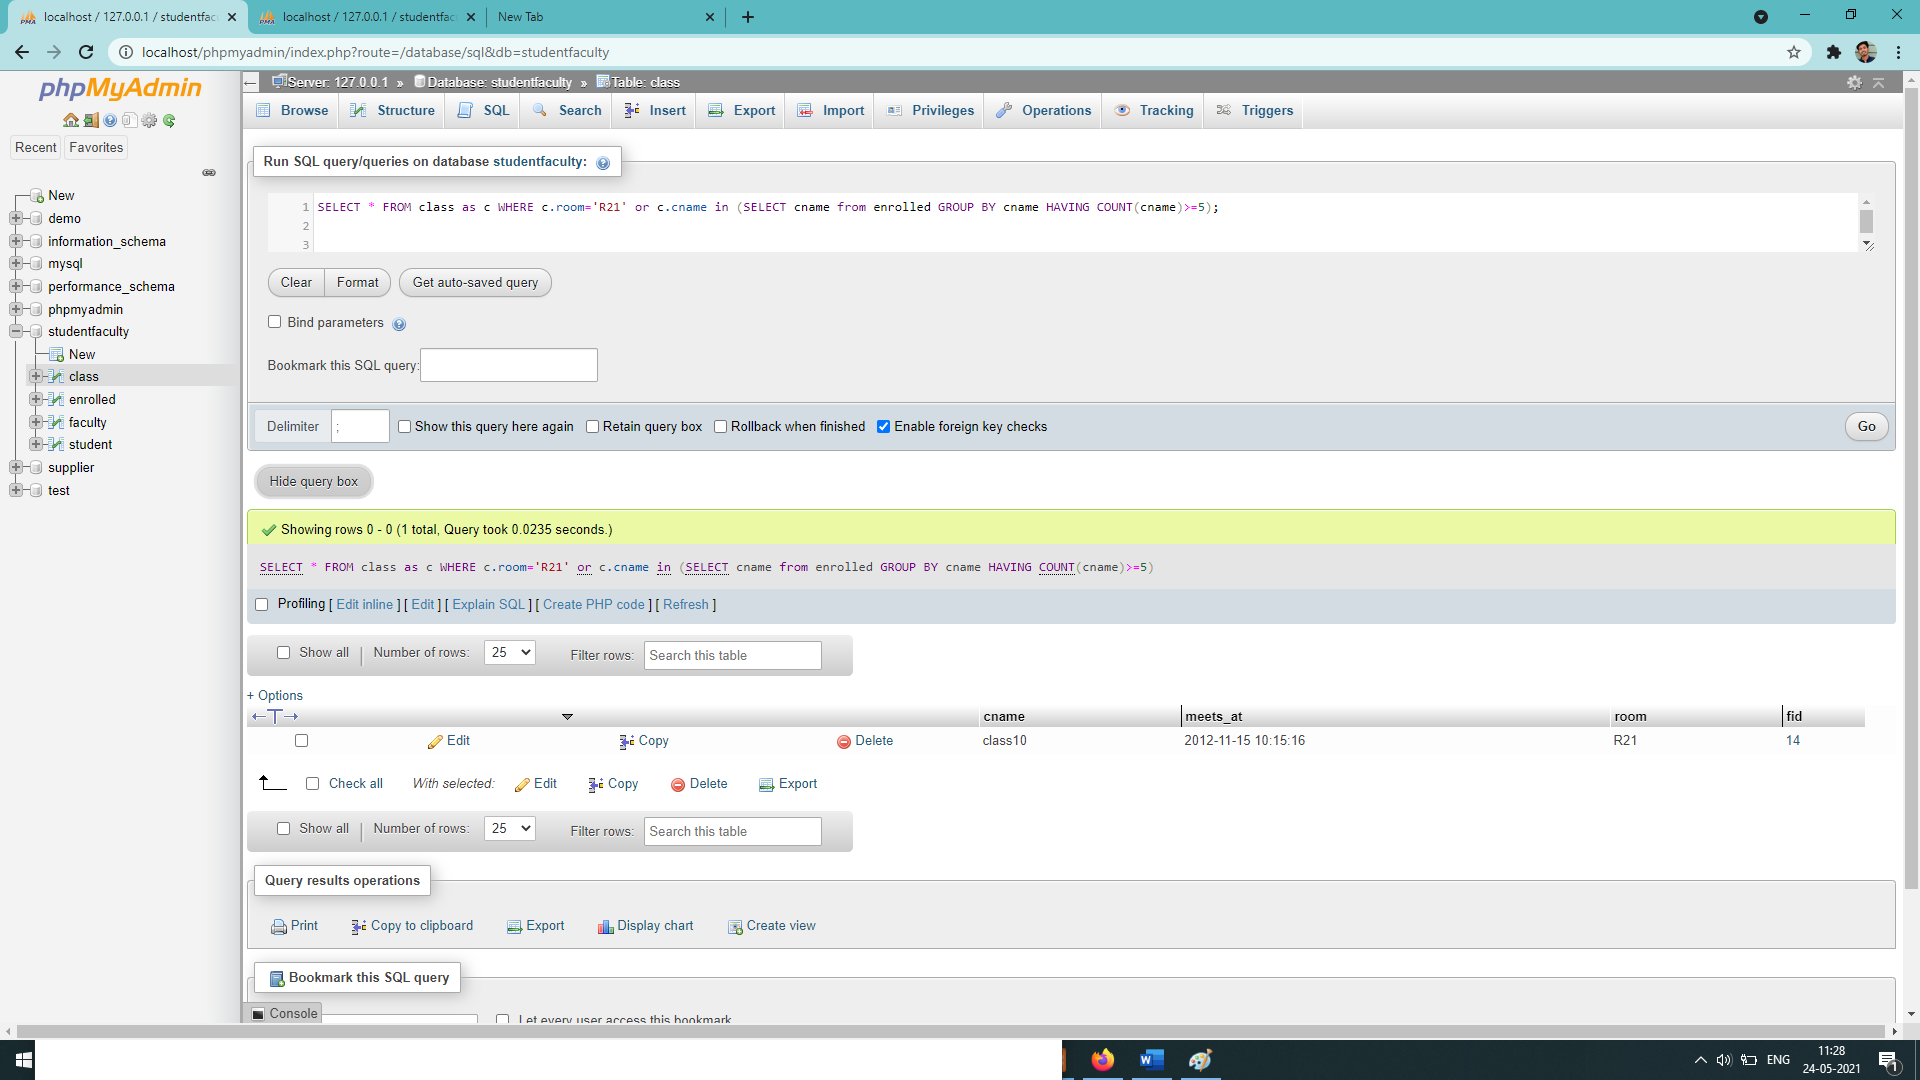 localhost / 127.0.0.1 / studentfac
localhost / 127.0.0.1 / studentfac
New Tab
localhost/phpmyadmin/index.php?route=/database/sql&db=studentfaculty
phpMyAdmin
Recent
Favorites
New
demo
information_schema
mysql
performance_schema
phpmyadmin
studentfaculty
New
class
enrolled
faculty
student
supplier
test
Server: 127.0.0.1 » Database: studentfaculty » Table: class
Browse Structure SQL Search Insert Export Import Privileges Operations Tracking Triggers
Run SQL query/queries on database studentfaculty:
1 SELECT * FROM class as c WHERE c.room='R21' or c.cname in (SELECT cname from enrolled GROUP BY cname HAVING COUNT(cname)>=5);
2
3
Clear Format Get auto-saved query
Bind parameters
Bookmark this SQL query:
Delimiter ; Show this query here again Retain query box Rollback when finished Enable foreign key checks Go
Hide query box
Showing rows 0 - 0 (1 total, Query took 0.0235 seconds.)
SELECT * FROM class as c WHERE c.room='R21' or c.cname in (SELECT cname from enrolled GROUP BY cname HAVING COUNT(cname)>=5)
Profiling [ Edit inline ] [ Edit ] [ Explain SQL ] [ Create PHP code ] [ Refresh ]
Show all | Number of rows: 25 Filter rows: Search this table
+ Options
←T→ cname meets_at room fid
Edit Copy Delete class10 2012-11-15 10:15:16 R21 14
Check all With selected: Edit Copy Delete Export
Show all | Number of rows: 25 Filter rows: Search this table
Query results operations
Print Copy to clipboard Export Display chart Create view
Bookmark this SQL query
Console
Let every user access this bookmark
ENG
11:28
24-05-2021
1